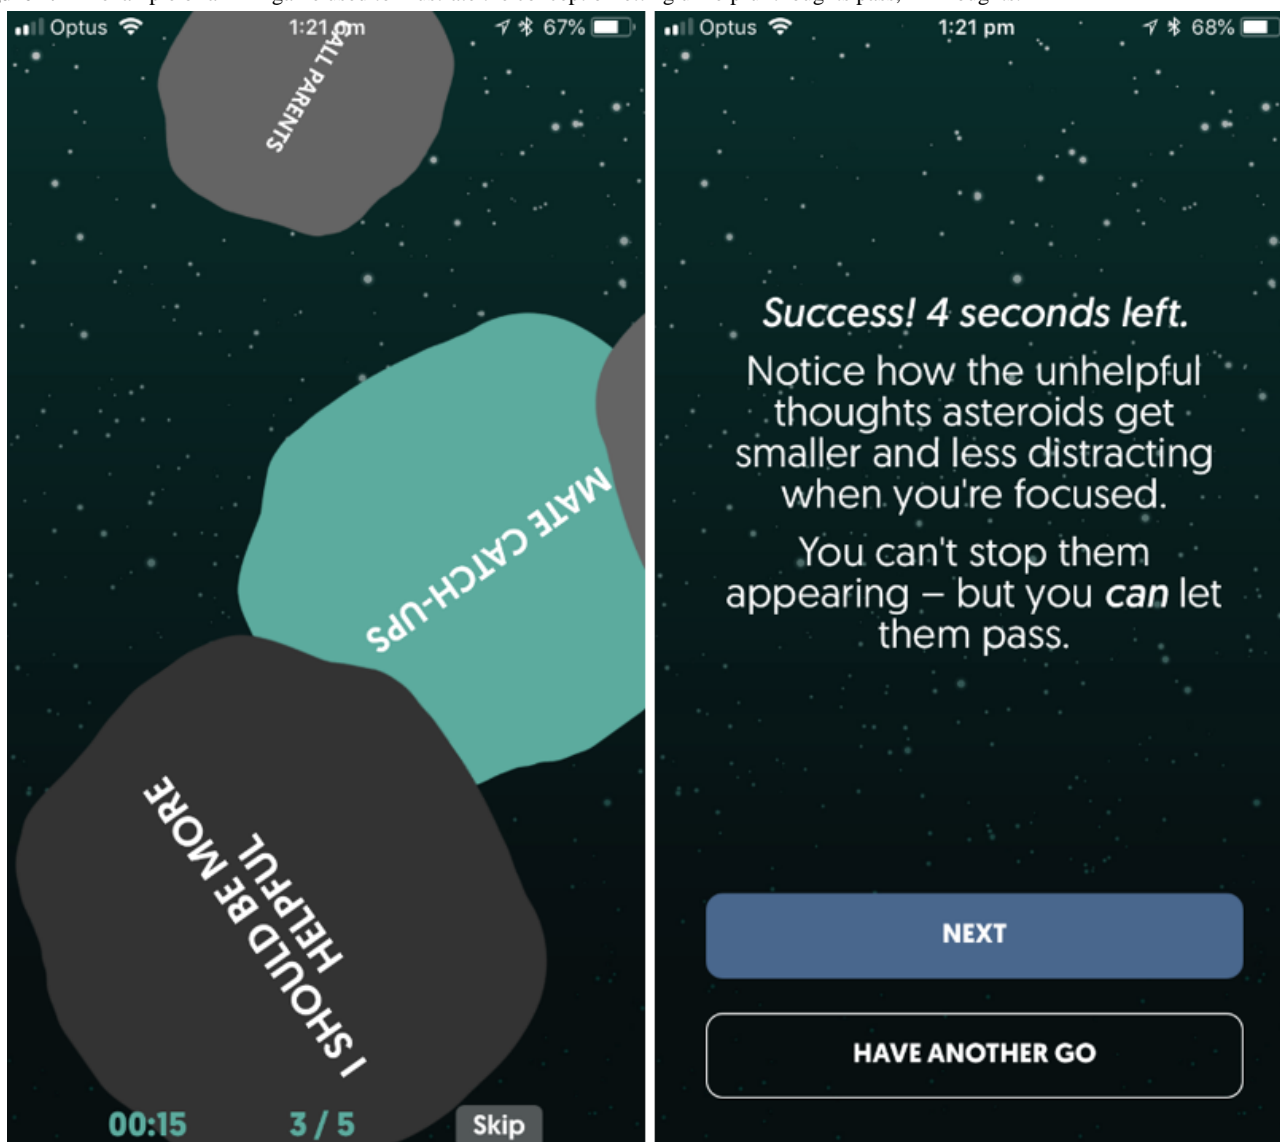 Optus 1:21 pm 67%
CALL PARENTS
MATE CATCH-UPS
I SHOULD BE MORE
HELPFUL
00:15 3 / 5 Skip
Optus 1:21 pm 68%
Success! 4 seconds left.
Notice how the unhelpful
thoughts asteroids get
smaller and less distracting
when you're focused.
You can't stop them
appearing – but you can let
them pass.
NEXT
HAVE ANOTHER GO